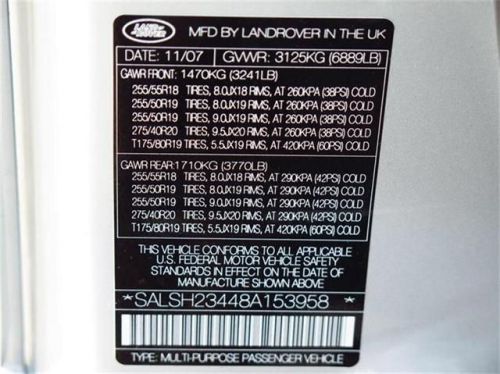 LAND
ROVER
MFD BY LANDROVER IN THE UK
DATE: 11/07 GVWR: 3125KG (6889LB)
GAWR FRONT: 1470KG (3241LB)
255/55R18 TIRES, 8.0JX18 RIMS, AT 260KPA (38PSI) COLD
255/50R19 TIRES, 8.0JX19 RIMS, AT 260KPA (38PSI) COLD
255/50R19 TIRES, 9.0JX19 RIMS, AT 260KPA (38PSI) COLD
275/40R20 TIRES, 9.5JX20 RIMS, AT 260KPA (38PSI) COLD
T175/80R19 TIRES, 5.5JX19 RIMS, AT 420KPA (60PSI) COLD
GAWR REAR: 1710KG (3770LB)
255/55R18 TIRES, 8.0JX18 RIMS, AT 290KPA (42PSI) COLD
255/50R19 TIRES, 8.0JX19 RIMS, AT 290KPA (42PSI) COLD
255/50R19 TIRES, 9.0JX19 RIMS, AT 290KPA (42PSI) COLD
275/40R20 TIRES, 9.5JX20 RIMS, AT 290KPA (42PSI) COLD
T175/80R19 TIRES, 5.5JX19 RIMS, AT 420KPA (60PSI) COLD
THIS VEHICLE CONFORMS TO ALL APPLICABLE
U.S. FEDERAL MOTOR VEHICLE SAFETY
STANDARDS IN EFFECT ON THE DATE OF
MANUFACTURE SHOWN ABOVE
*SALSH23448A153958*
TYPE: MULTI-PURPOSE PASSENGER VEHICLE